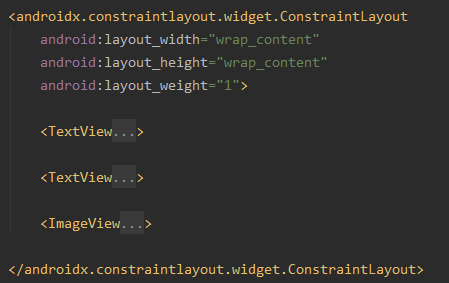 <androidx.constraintlayout.widget.ConstraintLayout
    android:layout_width="wrap_content"
    android:layout_height="wrap_content"
    android:layout_weight="1">
    <TextView...>
    <TextView...>
    <ImageView...>
</androidx.constraintlayout.widget.ConstraintLayout>